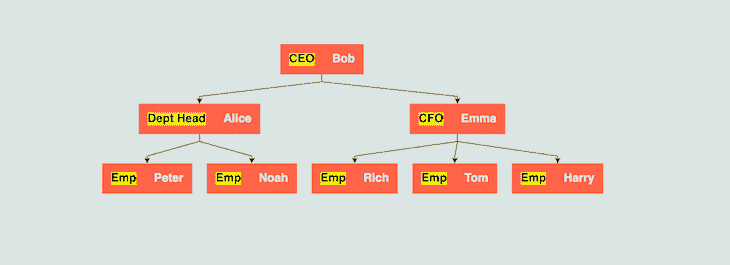 CEO Bob
Dept Head Alice
CFO Emma
Emp Peter
Emp Noah
Emp Rich
Emp Tom
Emp Harry